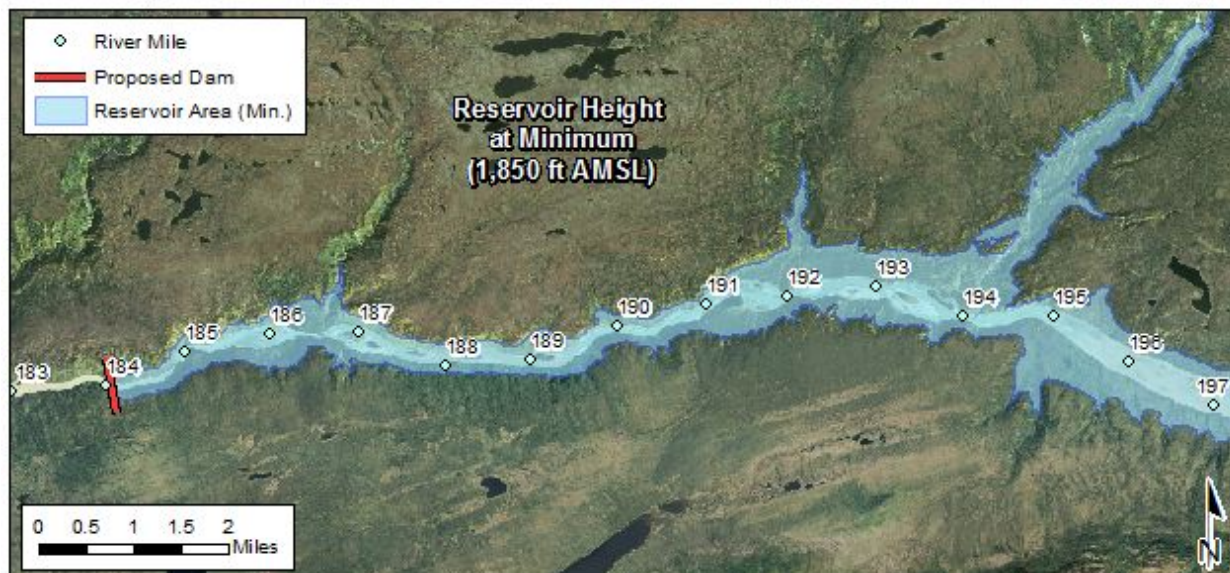 River Mile
Proposed Dam
Reservoir Area (Min.)
Reservoir Height
at Minimum
(1,850 ft AMSL)
183
184
185
186
187
188
189
190
191
192
193
194
195
196
197
0 0.5 1 1.5 2
Miles
N